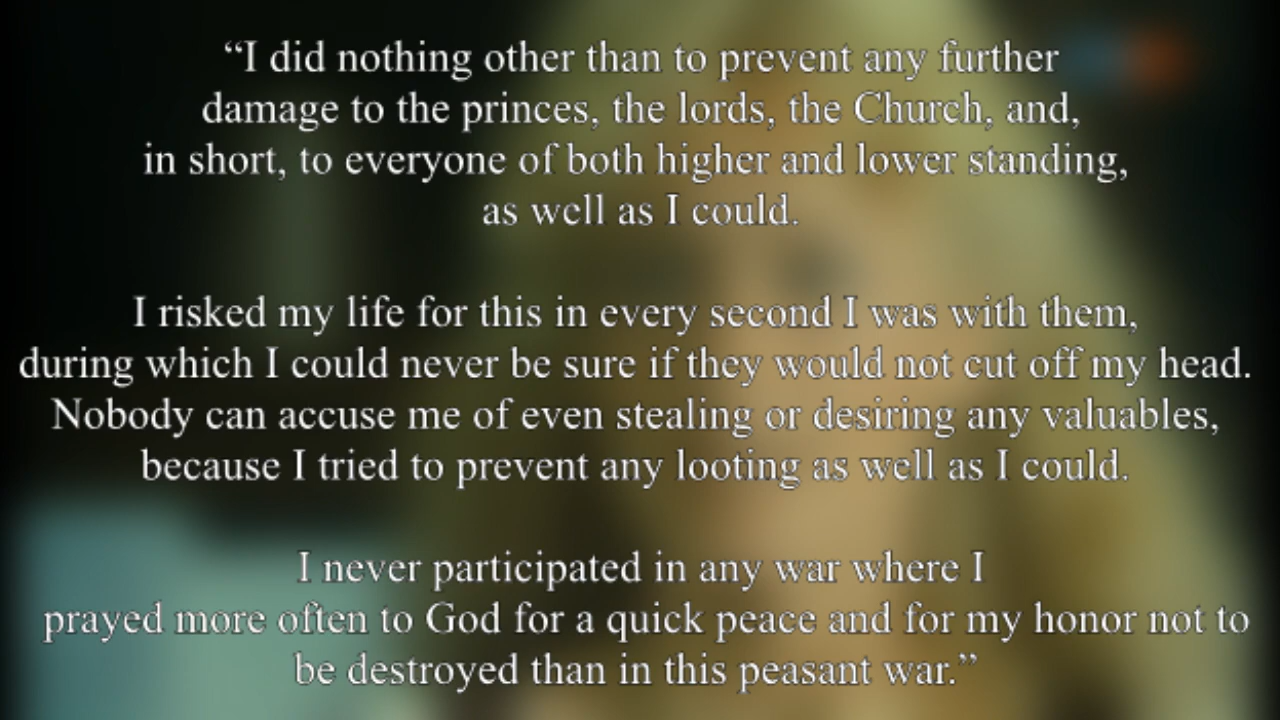 “I did nothing other than to prevent any further
damage to the princes, the lords, the Church, and,
in short, to everyone of both higher and lower standing,
as well as I could.
I risked my life for this in every second I was with them,
during which I could never be sure if they would not cut off my head.
Nobody can accuse me of even stealing or desiring any valuables,
because I tried to prevent any looting as well as I could.
I never participated in any war where I
prayed more often to God for a quick peace and for my honor not to
be destroyed than in this peasant war.”